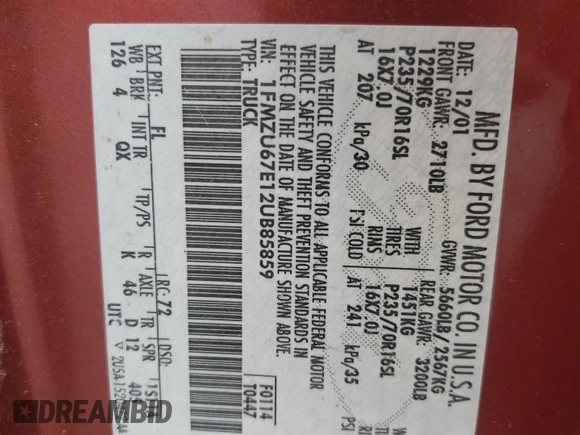 MFD. BY FORD MOTOR CO. IN U.S.A.
DATE: 12/01 GVWR: 5660LB/2567KG
FRONT GAWR: 2710LB REAR GAWR: 3200LB
1229KG WITH 1451KG
P235/70R16SL TIRES P235/70R16SL
16X7.0J RIMS 16X7.0J
AT 207 kPa/30 PSI COLD AT 241 kPa/35 PSI
THIS VEHICLE CONFORMS TO ALL APPLICABLE FEDERAL MOTOR
VEHICLE SAFETY AND THEFT PREVENTION STANDARDS IN
EFFECT ON THE DATE OF MANUFACTURE SHOWN ABOVE.
VIN: 1FMZU67E12UB85859
TYPE: TRUCK
F0114
T0447
EXT PNT: FL RC: 72 DSO:
WB BRK INT TR TP/PS R AXLE TR SPR
126 4 QX K 46 D 12
UTC
DREAMBID